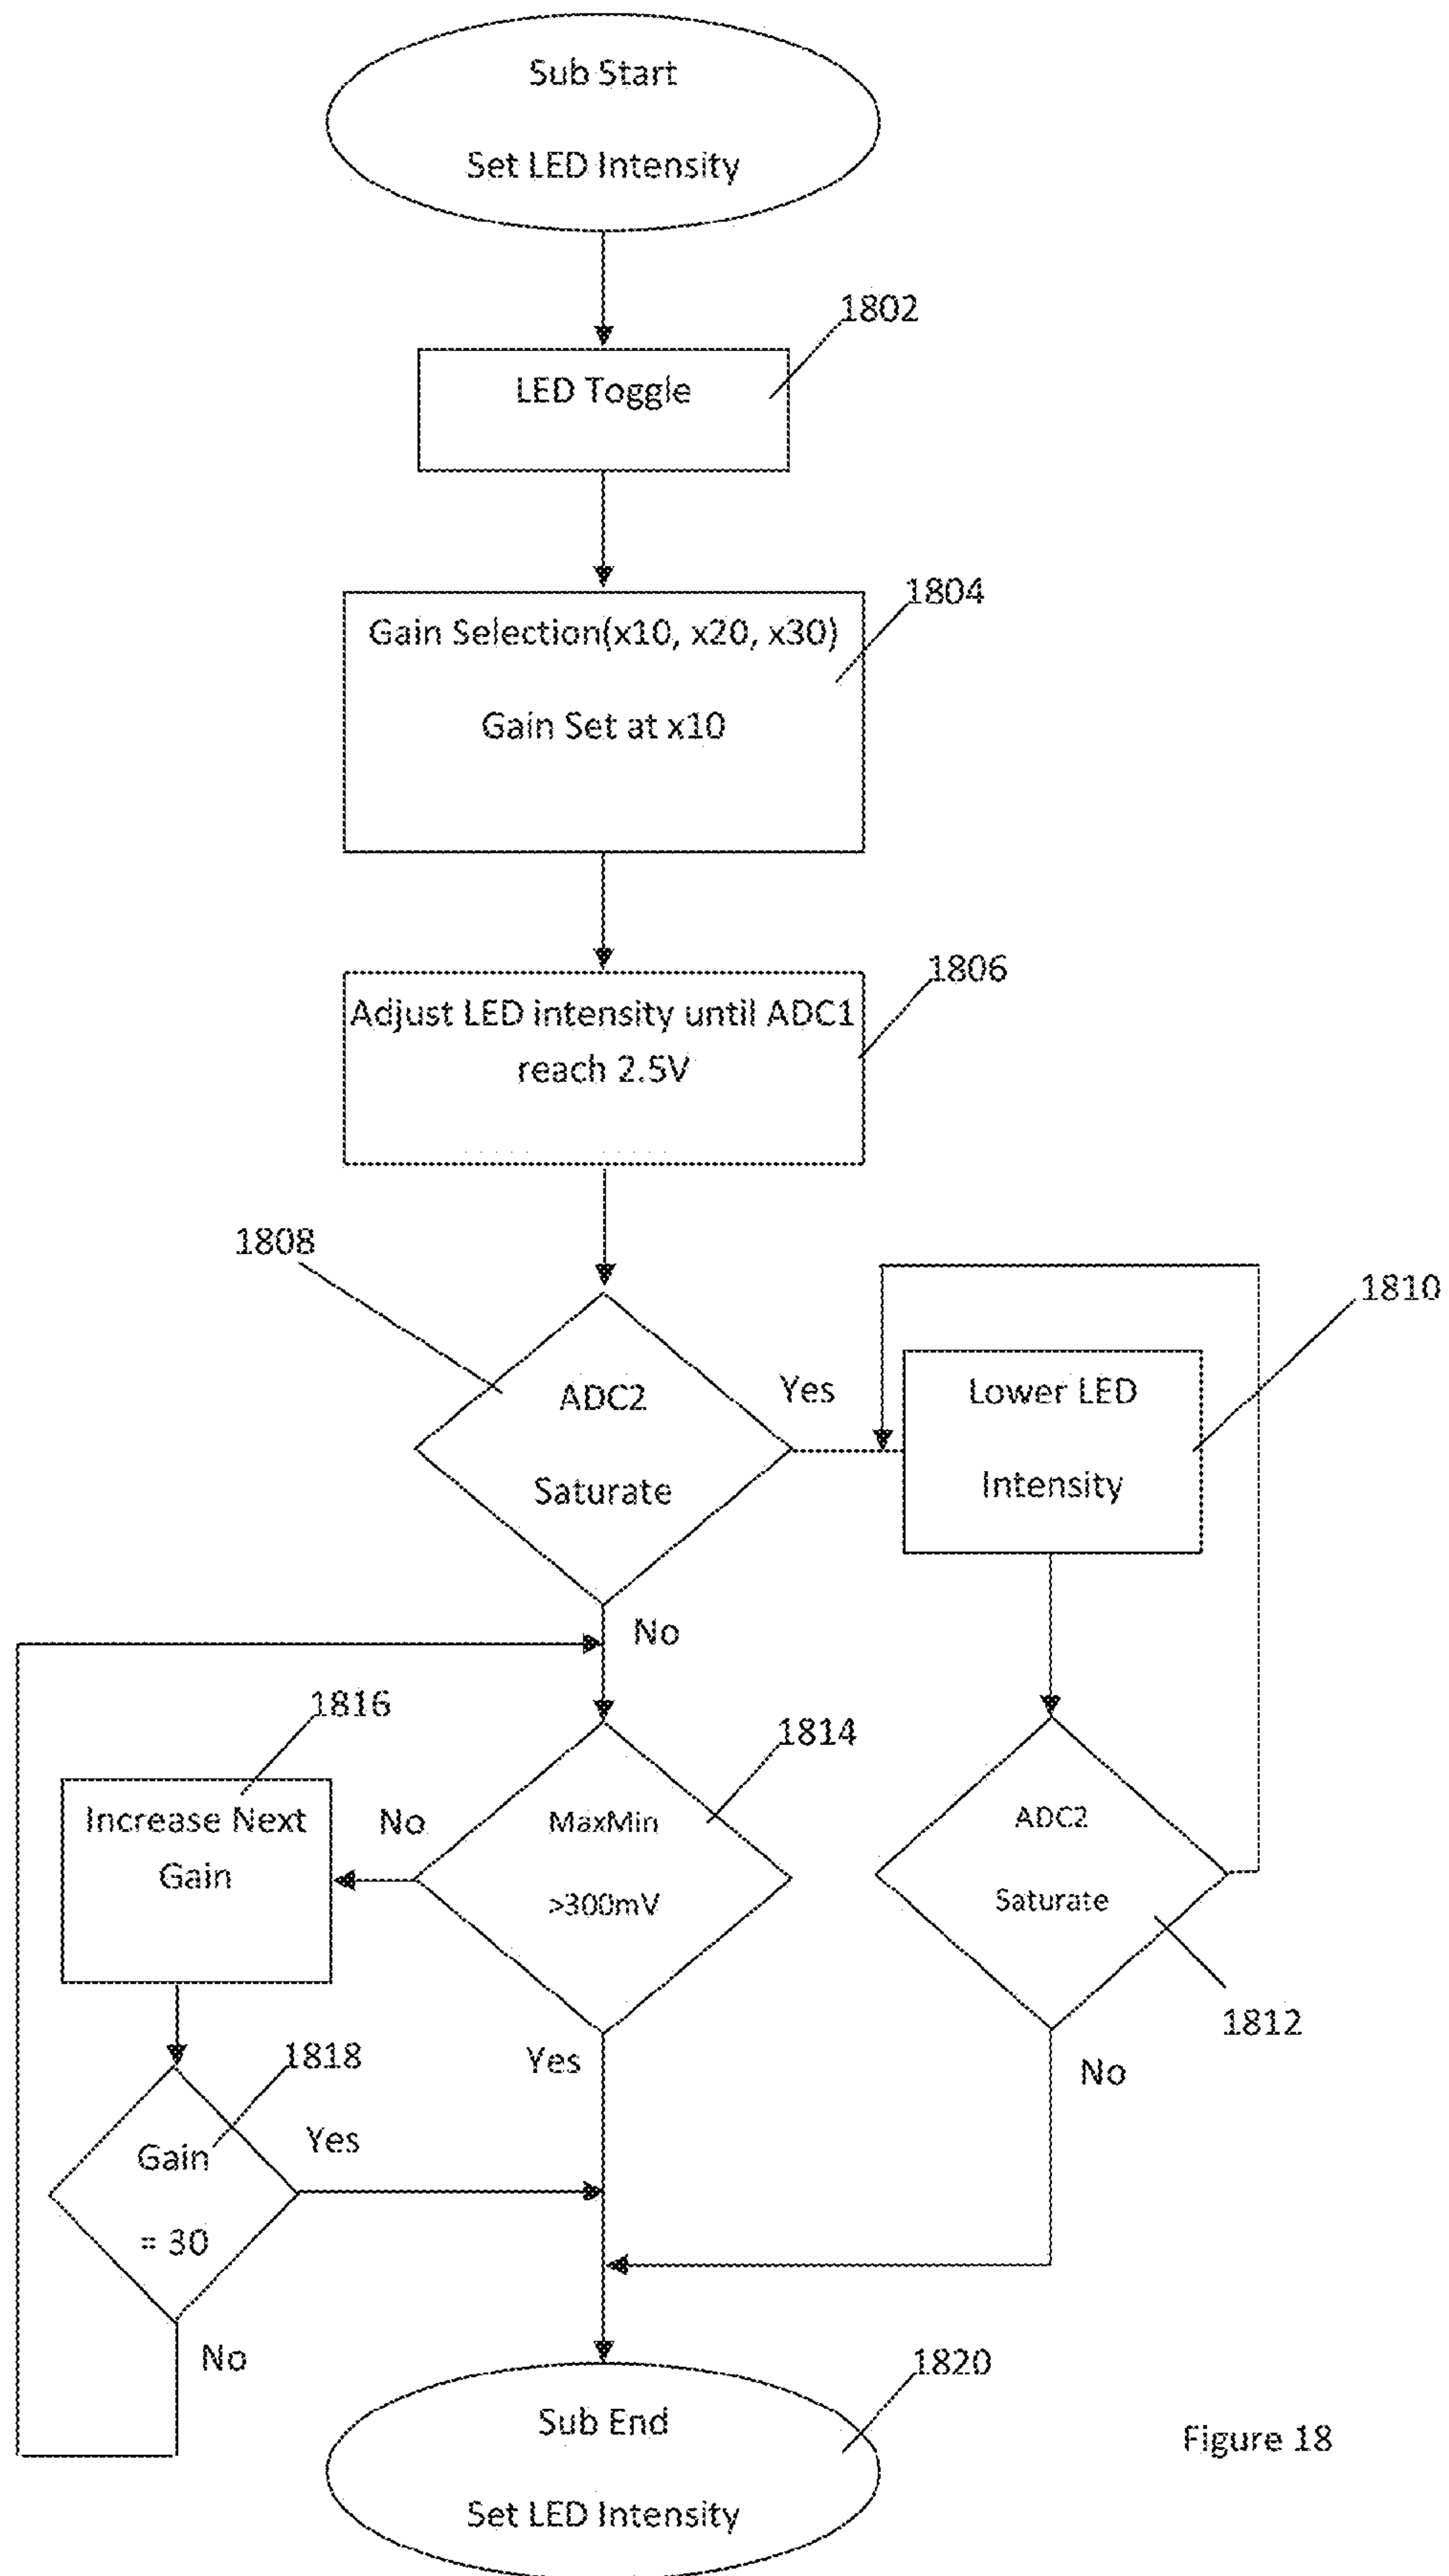 Sub Start
Set LED Intensity
1802
LED Toggle
1804
Gain Selection(x10, x20, x30)
Gain Set at x10
1806
Adjust LED intensity until ADC1
reach 2.5V
1808
1810
ADC2
Saturate
Yes
Lower LED
Intensity
No
1816
1814
Increase Next
Gain
No
MaxMin
>300mV
ADC2
Saturate
1812
1818
Yes
No
Gain
= 30
Yes
No
1820
Sub End
Set LED Intensity
Figure 18